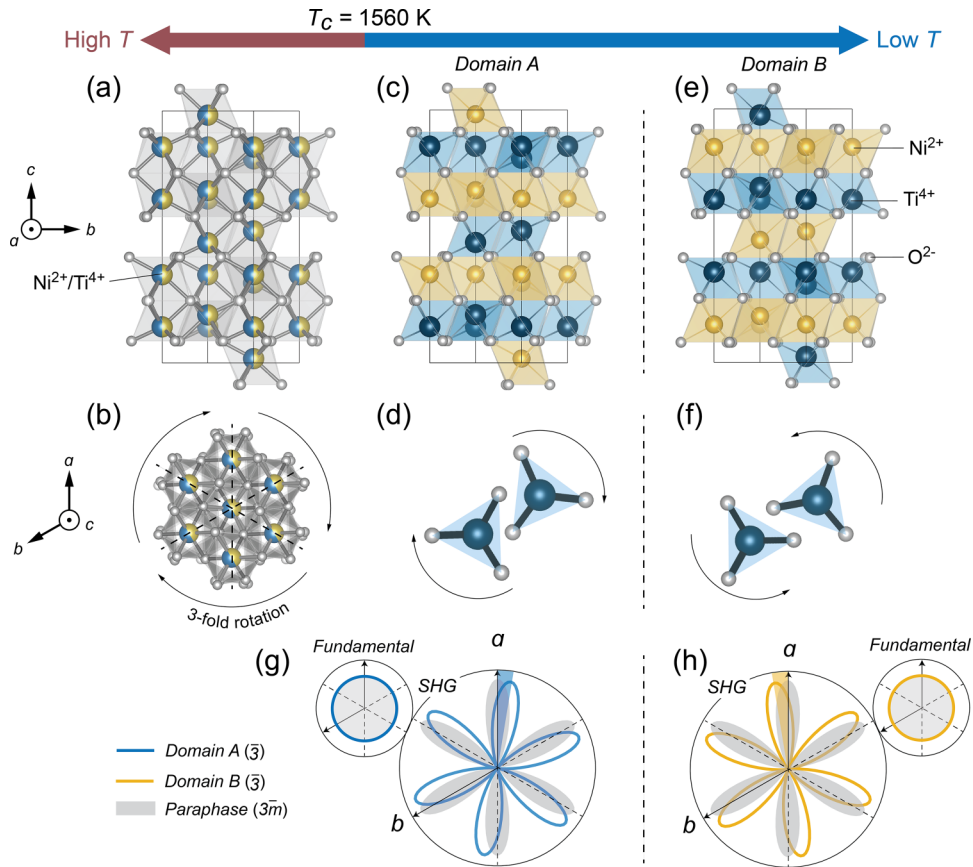 T_c = 1560 K
High T
Low T
Domain A
Domain B
(a)
(c)
(e)
c
a
b
Ni²⁺/Ti⁴⁺
Ni²⁺
Ti⁴⁺
O²⁻
(b)
(d)
(f)
a
b
c
3-fold rotation
(g)
Fundamental
SHG
a
b
(h)
Fundamental
SHG
a
b
Domain A (3̅)
Domain B (3̅)
Paraphase (3̅m)